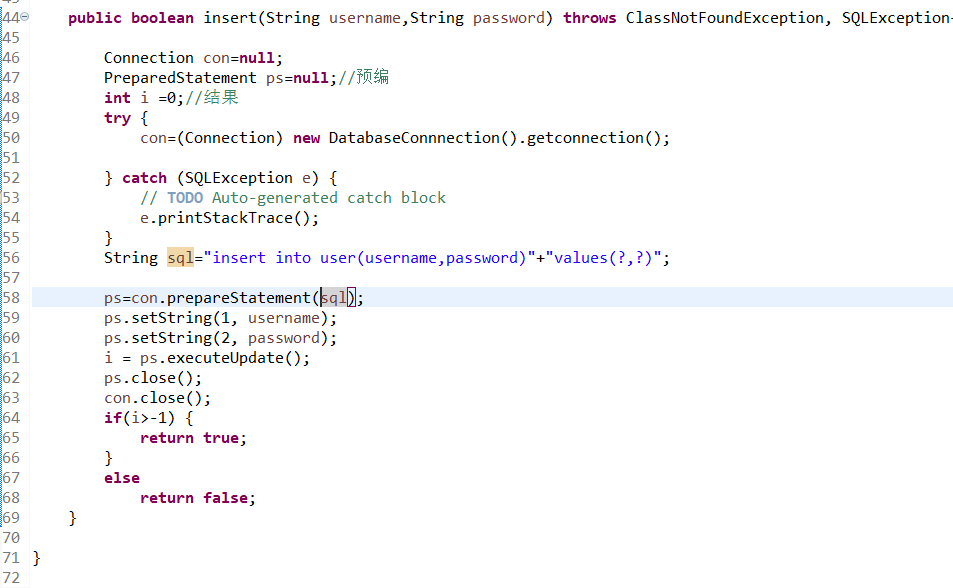 44 public boolean insert(String username,String password) throws ClassNotFoundException, SQLException
45
46 Connection con=null;
47 PreparedStatement ps=null;//预编
48 int i =0;//结果
49 try {
50 con=(Connection) new DatabaseConnnection().getconnection();
51
52 } catch (SQLException e) {
53 // TODO Auto-generated catch block
54 e.printStackTrace();
55 }
56 String sql="insert into user(username,password)"+"values(?,?)";
57
58 ps=con.prepareStatement(sql);
59 ps.setString(1, username);
60 ps.setString(2, password);
61 i = ps.executeUpdate();
62 ps.close();
63 con.close();
64 if(i>-1) {
65 return true;
66 }
67 else
68 return false;
69 }
70
71 }
72